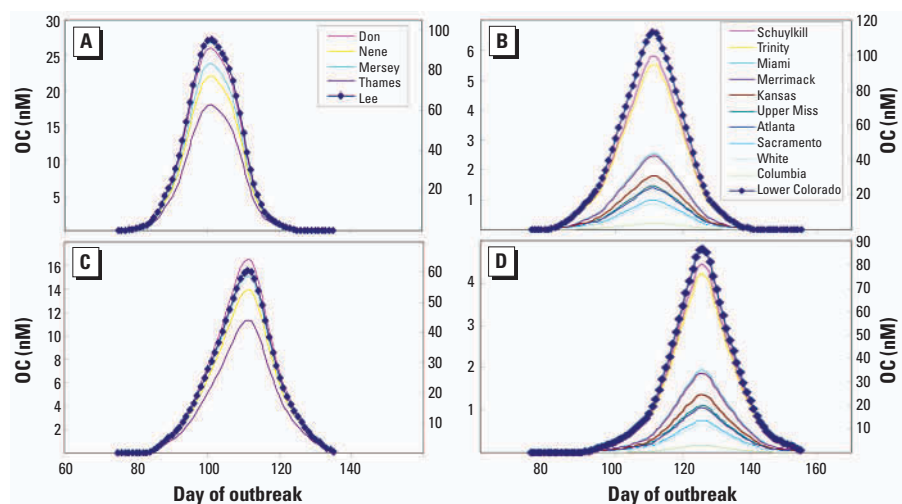 A
30
25
20
15
10
5
OC (nM)
100
80
60
40
20
Don
Nene
Mersey
Thames
Lee
B
6
5
4
3
2
1
OC (nM)
120
100
80
60
40
20
OC (nM)
Schuylkill
Trinity
Miami
Merrimack
Kansas
Upper Miss
Atlanta
Sacramento
White
Columbia
Lower Colorado
C
16
14
12
10
8
6
4
2
OC (nM)
60
50
40
30
20
10
60
80
100
120
140
Day of outbreak
D
4
3
2
1
OC (nM)
90
80
70
60
50
40
30
20
10
OC (nM)
80
100
120
140
160
Day of outbreak